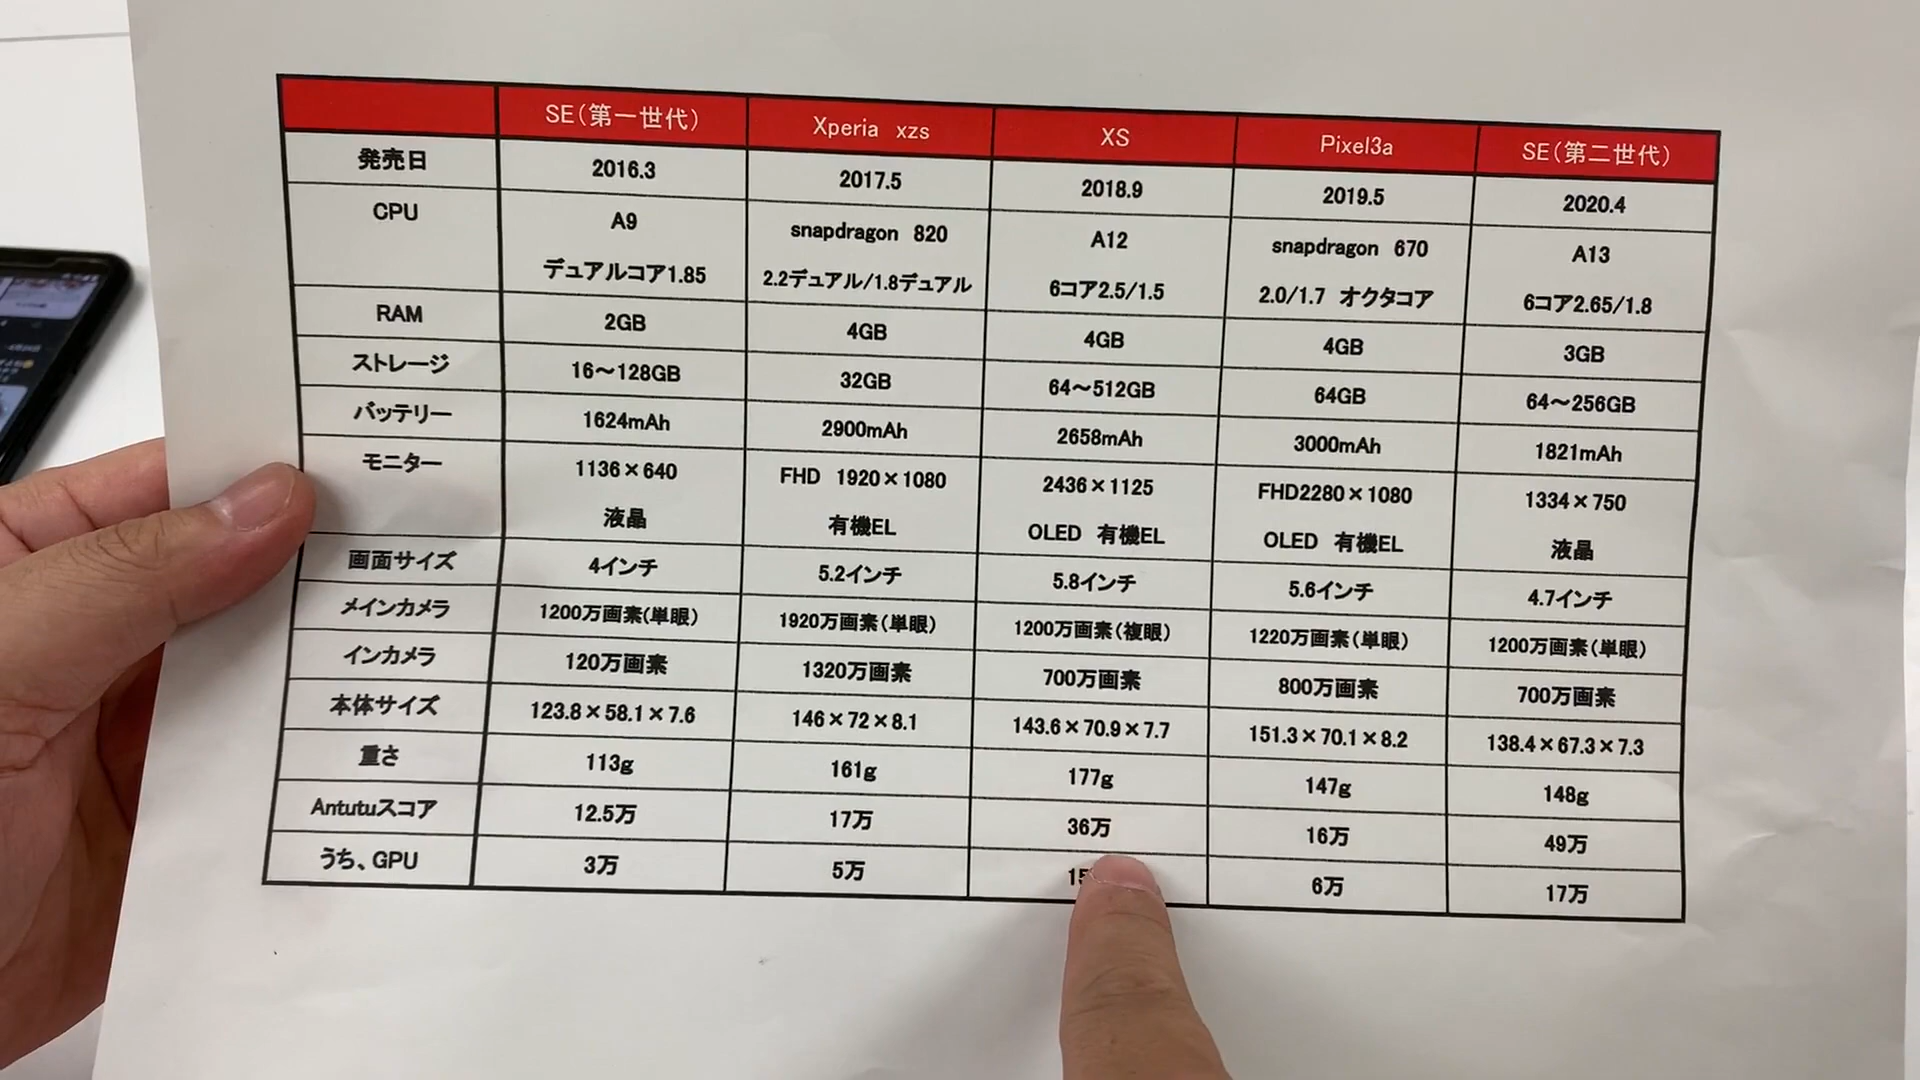 SE（第一世代） Xperia xzs XS Pixel3a SE（第二世代）
発売日 2016.3 2017.5 2018.9 2019.5 2020.4
CPU A9 snapdragon 820 A12 snapdragon 670 A13
デュアルコア1.85 2.2デュアル/1.8デュアル 6コア2.5/1.5 2.0/1.7 オクタコア 6コア2.65/1.8
RAM 2GB 4GB 4GB 4GB 3GB
ストレージ 16～128GB 32GB 64～512GB 64GB 64～256GB
バッテリー 1624mAh 2900mAh 2658mAh 3000mAh 1821mAh
モニター 1136×640 FHD 1920×1080 2436×1125 FHD2280×1080 1334×750
液晶 有機EL OLED 有機EL OLED 有機EL 液晶
画面サイズ 4インチ 5.2インチ 5.8インチ 5.6インチ 4.7インチ
メインカメラ 1200万画素(単眼） 1920万画素（単眼） 1200万画素（複眼） 1220万画素（単眼） 1200万画素（単眼）
インカメラ 120万画素 1320万画素 700万画素 800万画素 700万画素
本体サイズ 123.8×58.1×7.6 146×72×8.1 143.6×70.9×7.7 151.3×70.1×8.2 138.4×67.3×7.3
重さ 113g 161g 177g 147g 148g
Antutuスコア 12.5万 17万 36万 16万 49万
うち、GPU 3万 5万 6万 17万